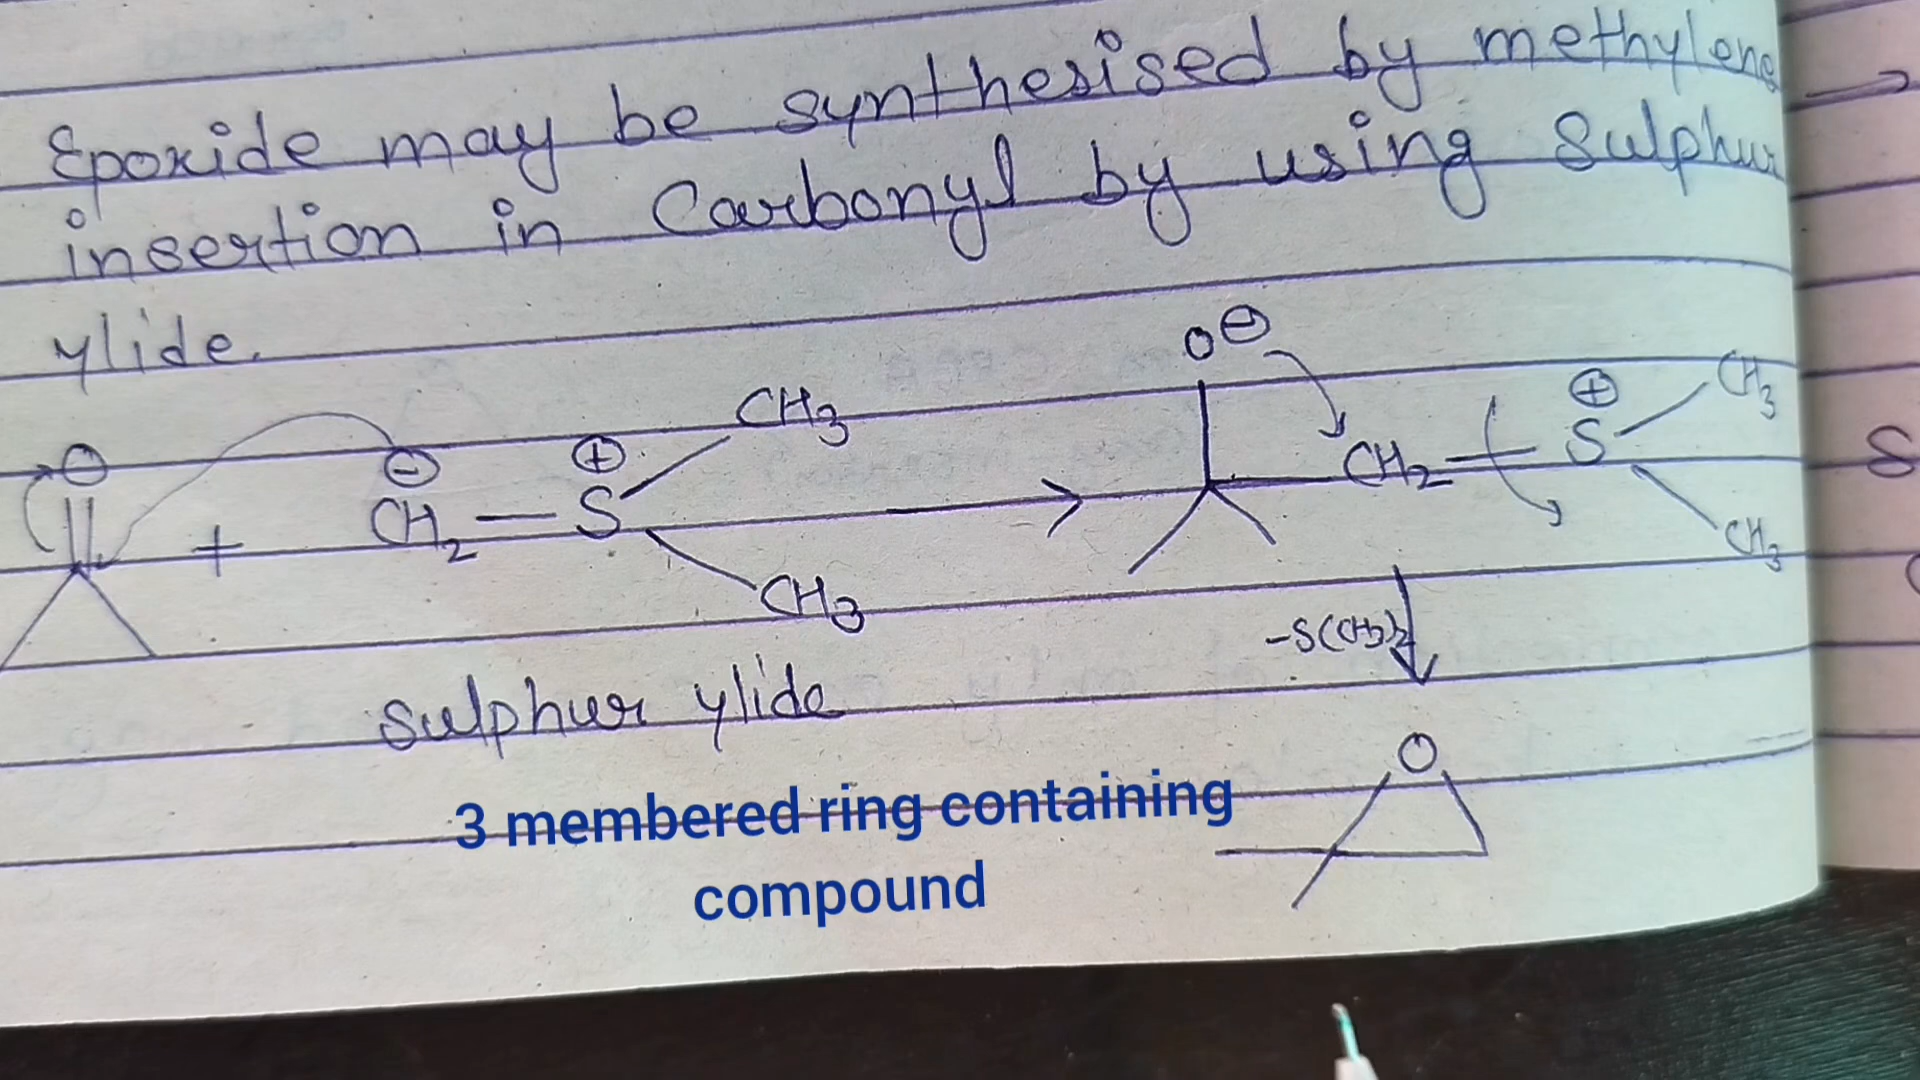 Epoxide may be synthesised by methylene
insertion in Carbonyl by using Sulphur
ylide.
O + ⊖CH2 — S⊕ CH3 CH3 → O⊖ CH2 — S⊕ CH3 CH3
-S(CH3)2
sulphur ylide
O
3 membered ring containing
compound